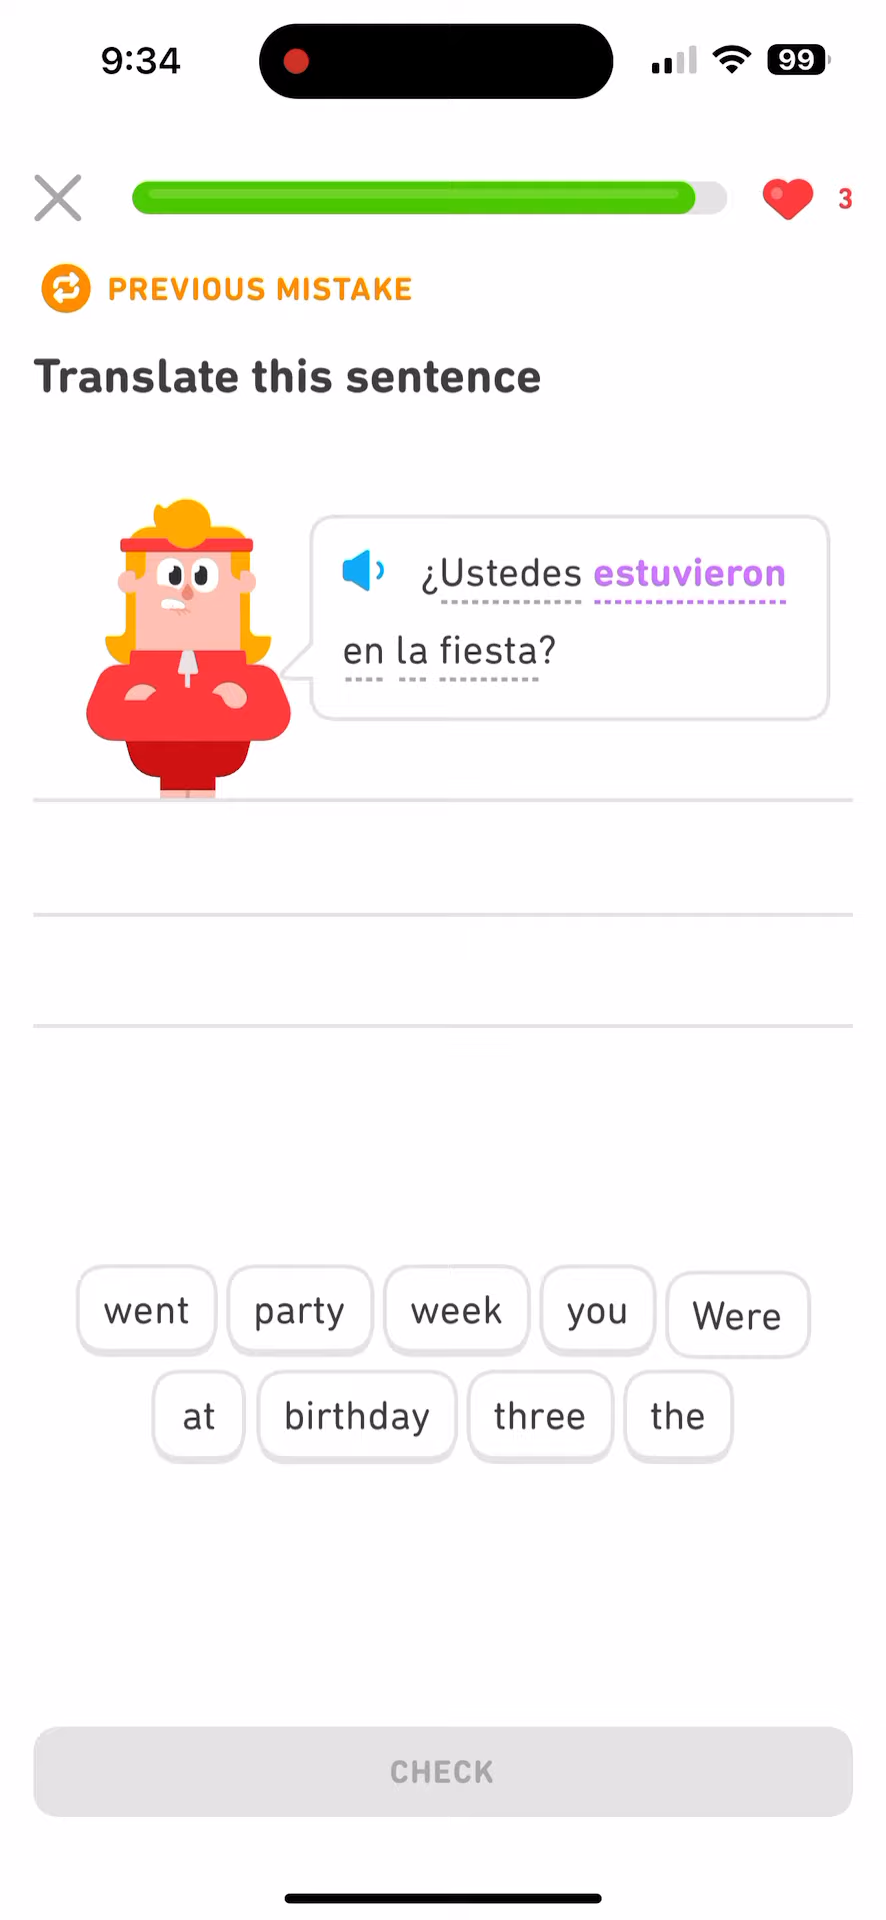 9:34
99
3
PREVIOUS MISTAKE
Translate this sentence
¿Ustedes estuvieron
en la fiesta?
went party week you Were
at birthday three the
CHECK